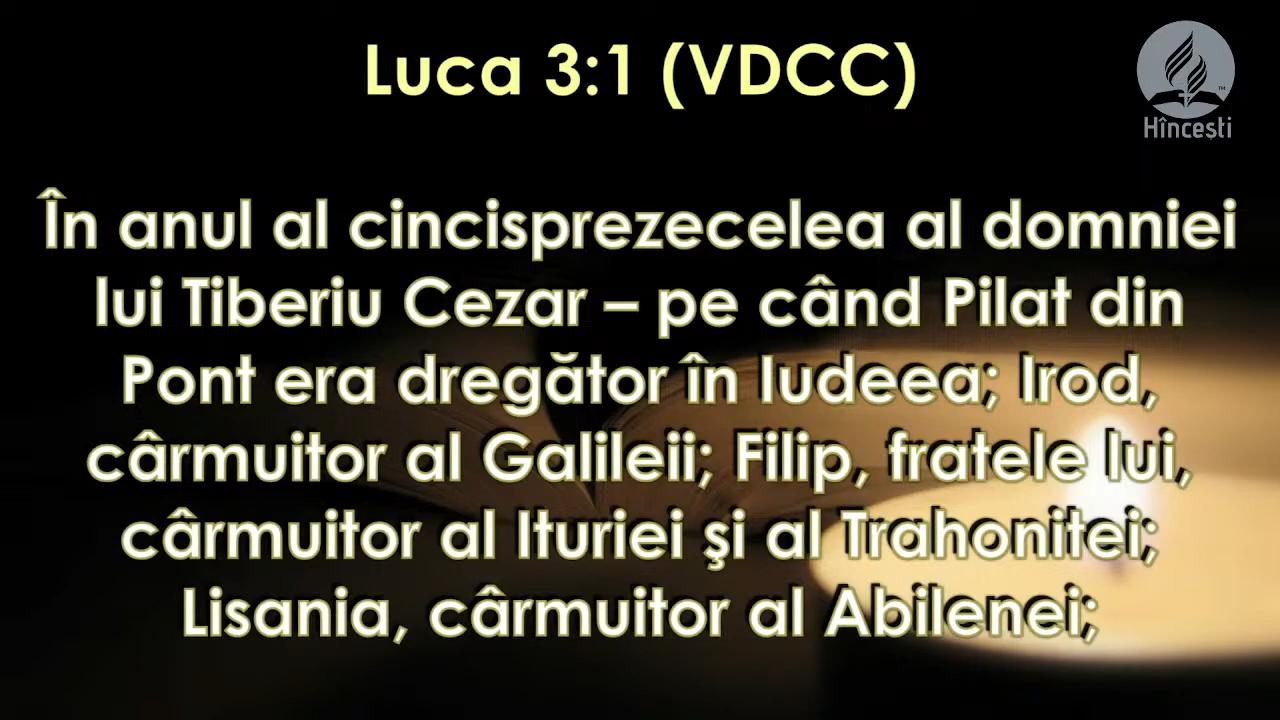 Luca 3:1 (VDCC)
Hîncești
În anul al cincisprezecelea al domniei
lui Tiberiu Cezar – pe când Pilat din
Pont era dregător în Iudeea; Irod,
cârmuitor al Galileii; Filip, fratele lui,
cârmuitor al Ituriei şi al Trahonitei;
Lisania, cârmuitor al Abilenei;